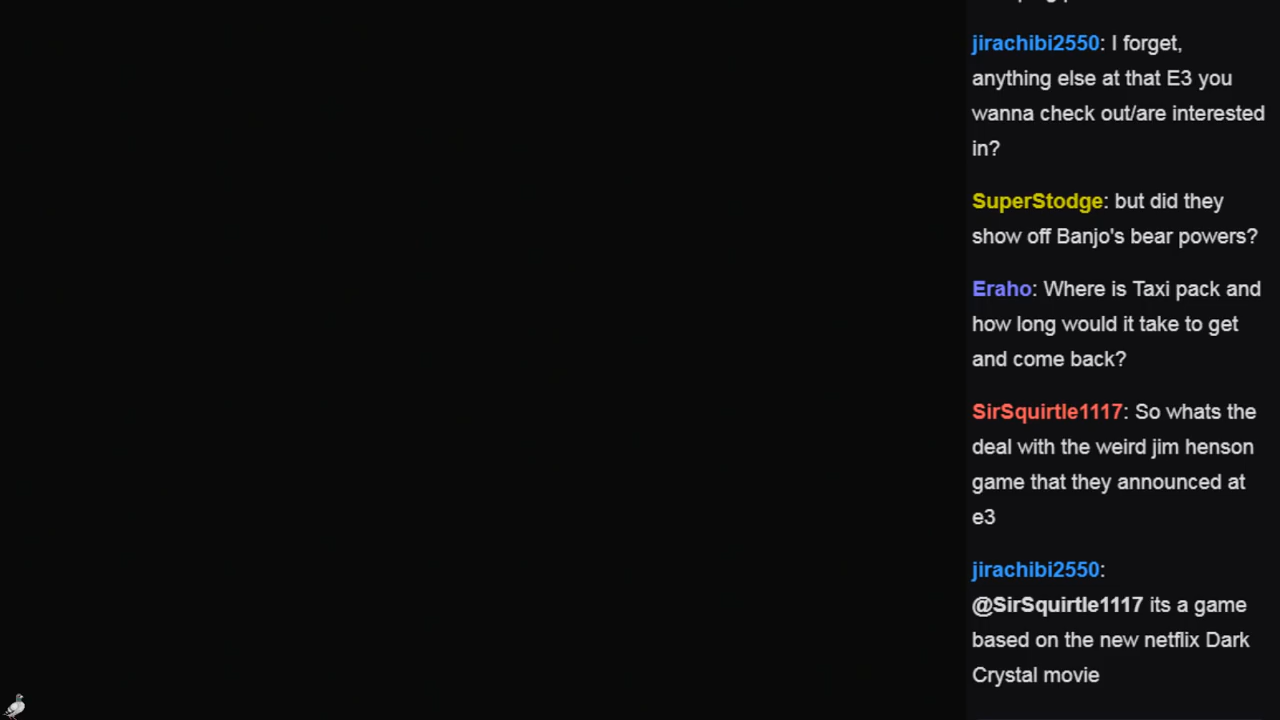 jirachibi2550: I forget,
anything else at that E3 you
wanna check out/are interested
in?
SuperStodge: but did they
show off Banjo's bear powers?
Eraho: Where is Taxi pack and
how long would it take to get
and come back?
SirSquirtle1117: So whats the
deal with the weird jim henson
game that they announced at
e3
jirachibi2550:
@SirSquirtle1117 its a game
based on the new netflix Dark
Crystal movie